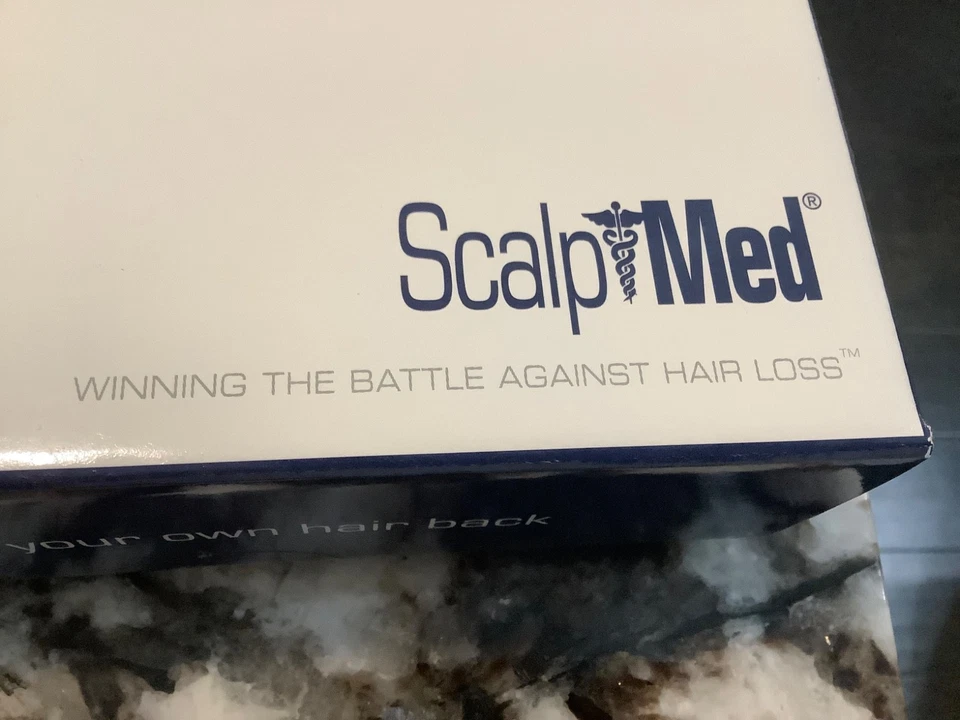 ScalpMed®
WINNING THE BATTLE AGAINST HAIR LOSS™
your own hair back